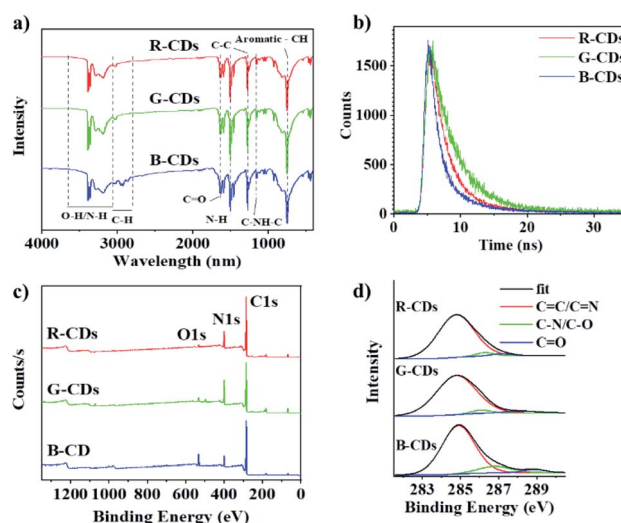 a)
R-CDs
G-CDs
B-CDs
C-C
Aromatic - CH
O-H/N-H
C-H
C=O
N-H
C-NH-C
Intensity
4000
3000
2000
1000
Wavelength (nm)
b)
R-CDs
G-CDs
B-CDs
Counts
1500
1000
500
0
0
10
20
30
Time (ns)
c)
R-CDs
G-CDs
B-CD
O1s
N1s
C1s
Counts/s
1200
1000
800
600
400
200
0
Binding Energy (eV)
d)
fit
C=C/C=N
C-N/C-O
C=O
R-CDs
G-CDs
B-CDs
Intensity
283
285
287
289
Binding Energy (eV)